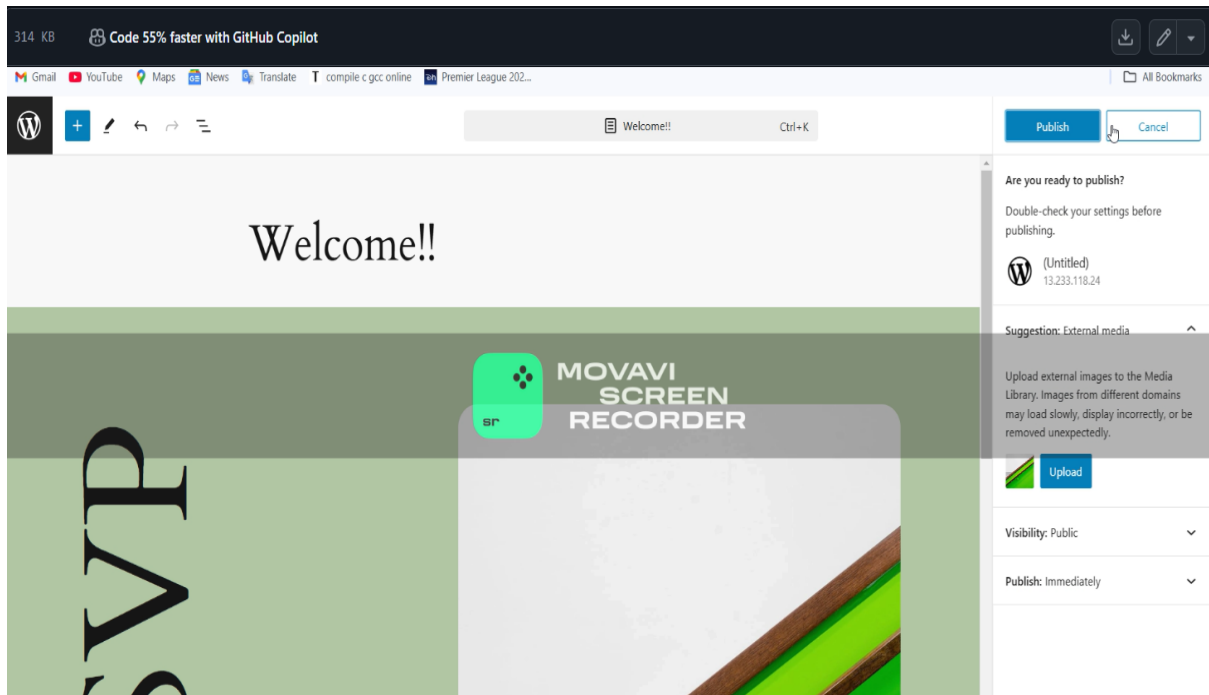 314 KB
Code 55% faster with GitHub Copilot
Gmail YouTube Maps News Translate compile c gcc online Premier League 202... All Bookmarks
Welcome!! Ctrl+K
Publish Cancel
Are you ready to publish?
Double-check your settings before
publishing.
(Untitled)
13.233.118.24
Welcome!!
Suggestion: External media
Upload external images to the Media
Library. Images from different domains
may load slowly, display incorrectly, or be
removed unexpectedly.
Upload
Visibility: Public
Publish: Immediately
MOVAVI
SCREEN
RECORDER
sr
SVP